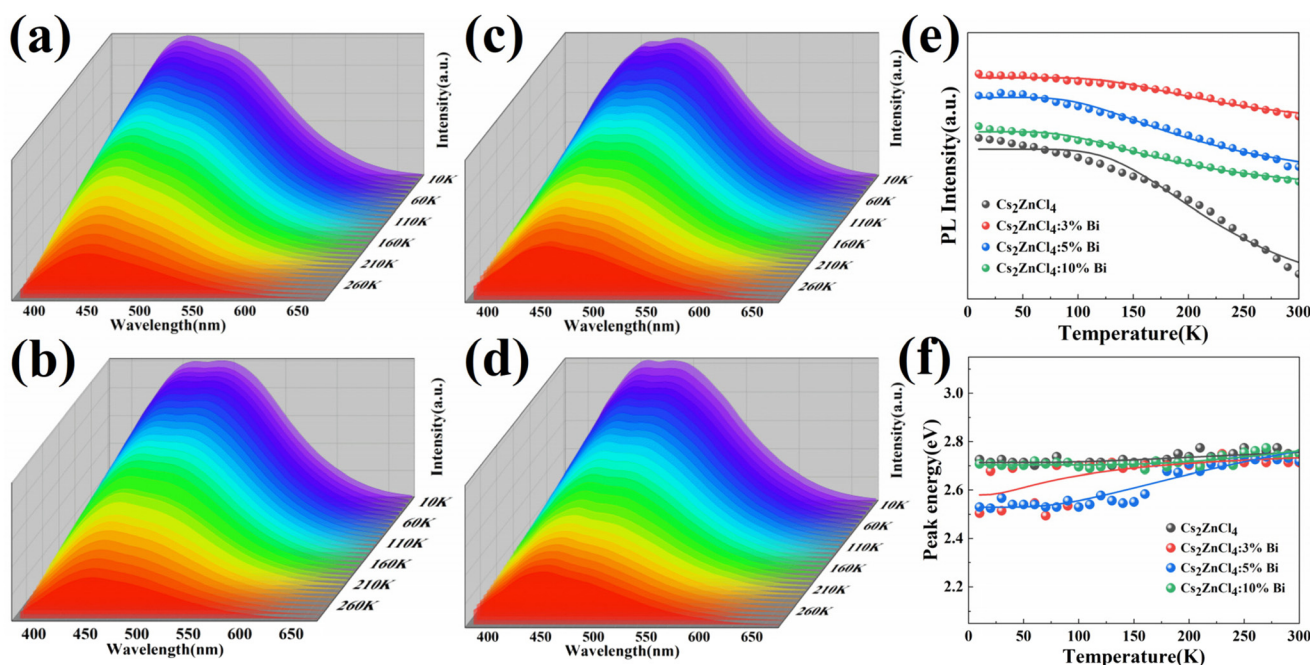 (a)
Intensity(a.u.)
10K
60K
110K
160K
210K
260K
400 450 500 550 600 650
Wavelength(nm)
(c)
Intensity(a.u.)
10K
60K
110K
160K
210K
260K
400 450 500 550 600 650
Wavelength(nm)
(e)
PL Intensity(a.u.)
Cs₂ZnCl₄
Cs₂ZnCl₄:3% Bi
Cs₂ZnCl₄:5% Bi
Cs₂ZnCl₄:10% Bi
0 50 100 150 200 250 300
Temperature(K)
(b)
Intensity(a.u.)
10K
60K
110K
160K
210K
260K
400 450 500 550 600 650
Wavelength(nm)
(d)
Intensity(a.u.)
10K
60K
110K
160K
210K
260K
400 450 500 550 600 650
Wavelength(nm)
(f)
Peak energy(eV)
3.0
2.8
2.6
2.4
2.2
Cs₂ZnCl₄
Cs₂ZnCl₄:3% Bi
Cs₂ZnCl₄:5% Bi
Cs₂ZnCl₄:10% Bi
0 50 100 150 200 250 300
Temperature(K)